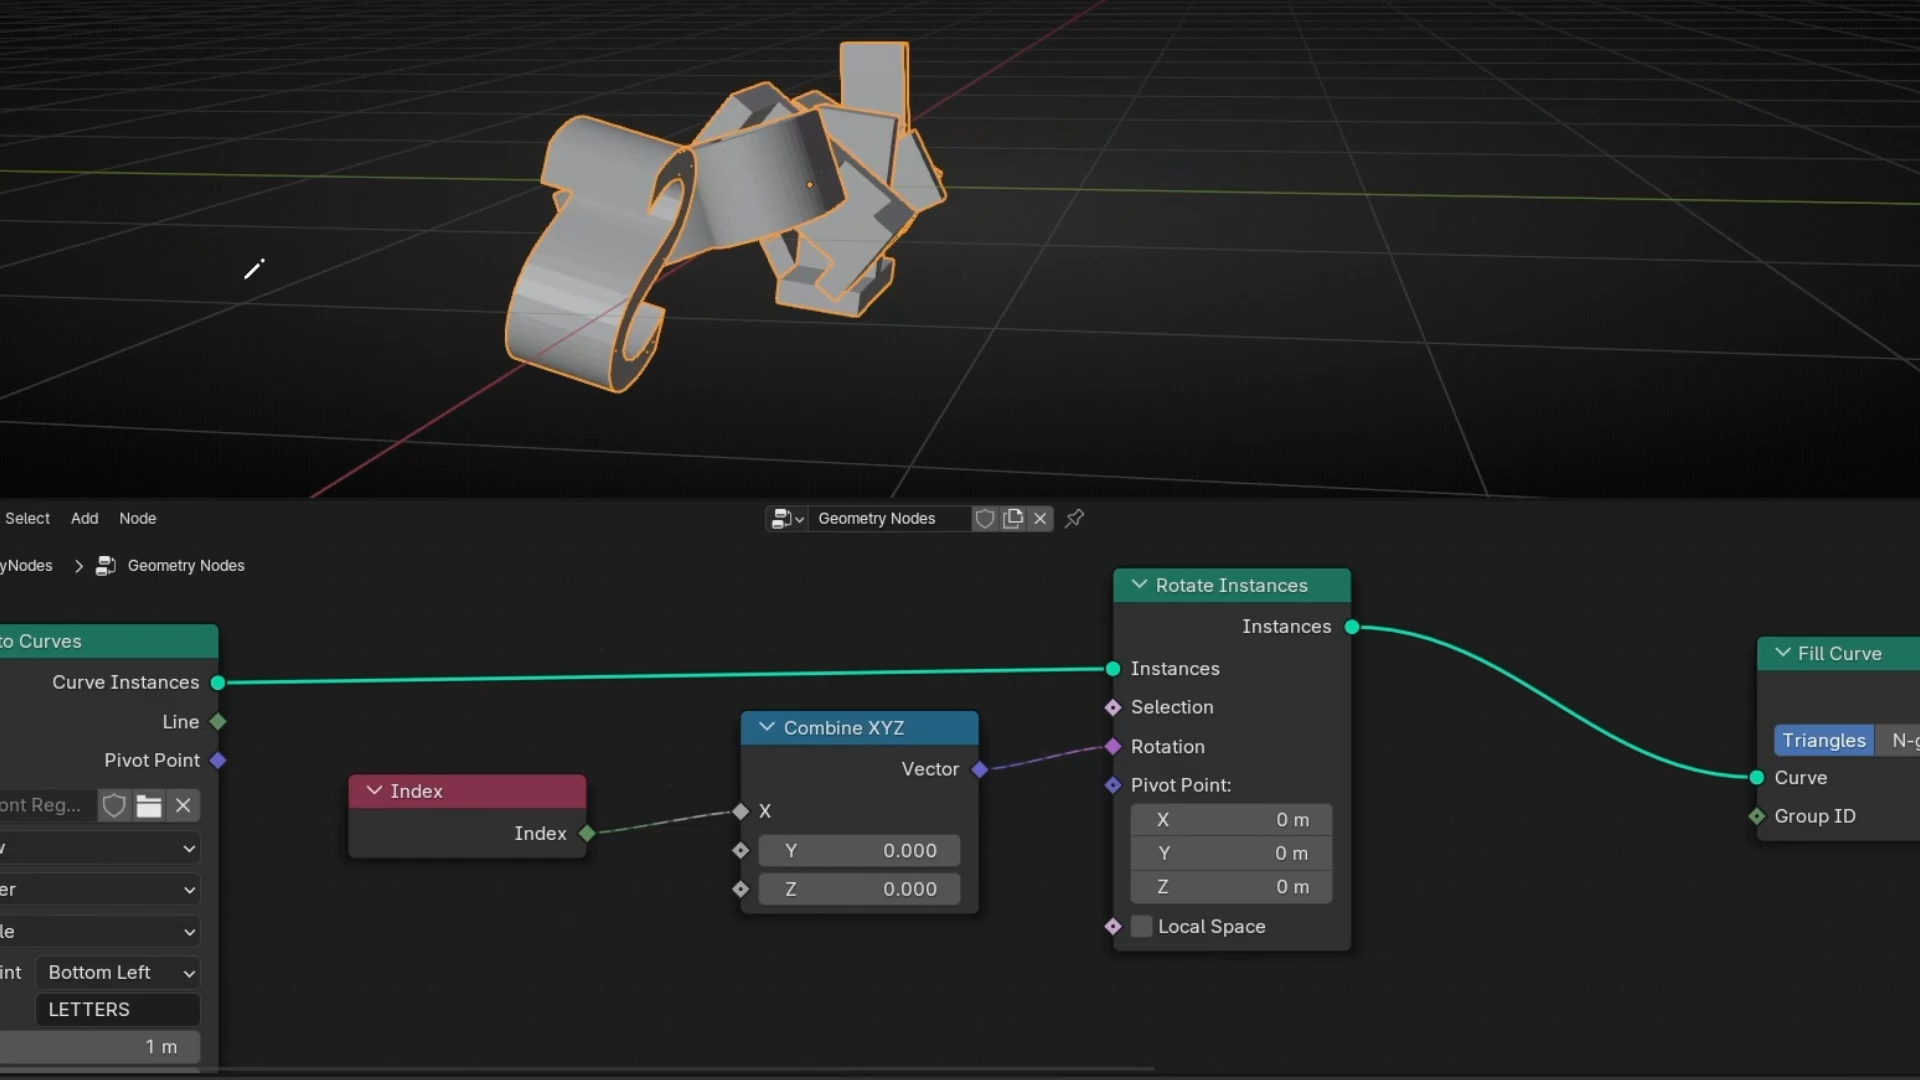 Select Add Node
Geometry Nodes
yNodes > Geometry Nodes
Rotate Instances
Instances
Instances
Selection
Rotation
Pivot Point:
X 0 m
Y 0 m
Z 0 m
Local Space
Fill Curve
Triangles N-g
Curve
Group ID
Combine XYZ
Vector
X
Y 0.000
Z 0.000
Index
Index
to Curves
Curve Instances
Line
Pivot Point
ont Reg...
er
le
int Bottom Left
LETTERS
1 m